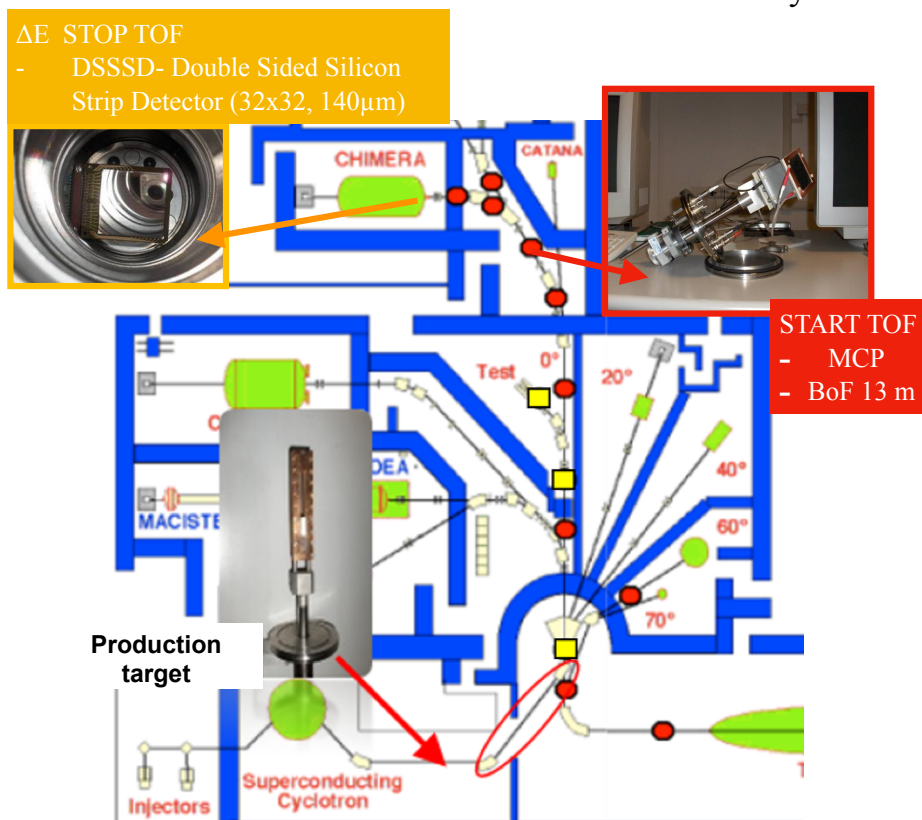 y
ΔE STOP TOF
- DSSSD- Double Sided Silicon
Strip Detector (32x32, 140μm)
CHIMERA
CATANA
START TOF
- MCP
- BoF 13 m
Test
0°
20°
40°
60°
70°
MACISTE
Production
target
Superconducting
Cyclotron
Injectors